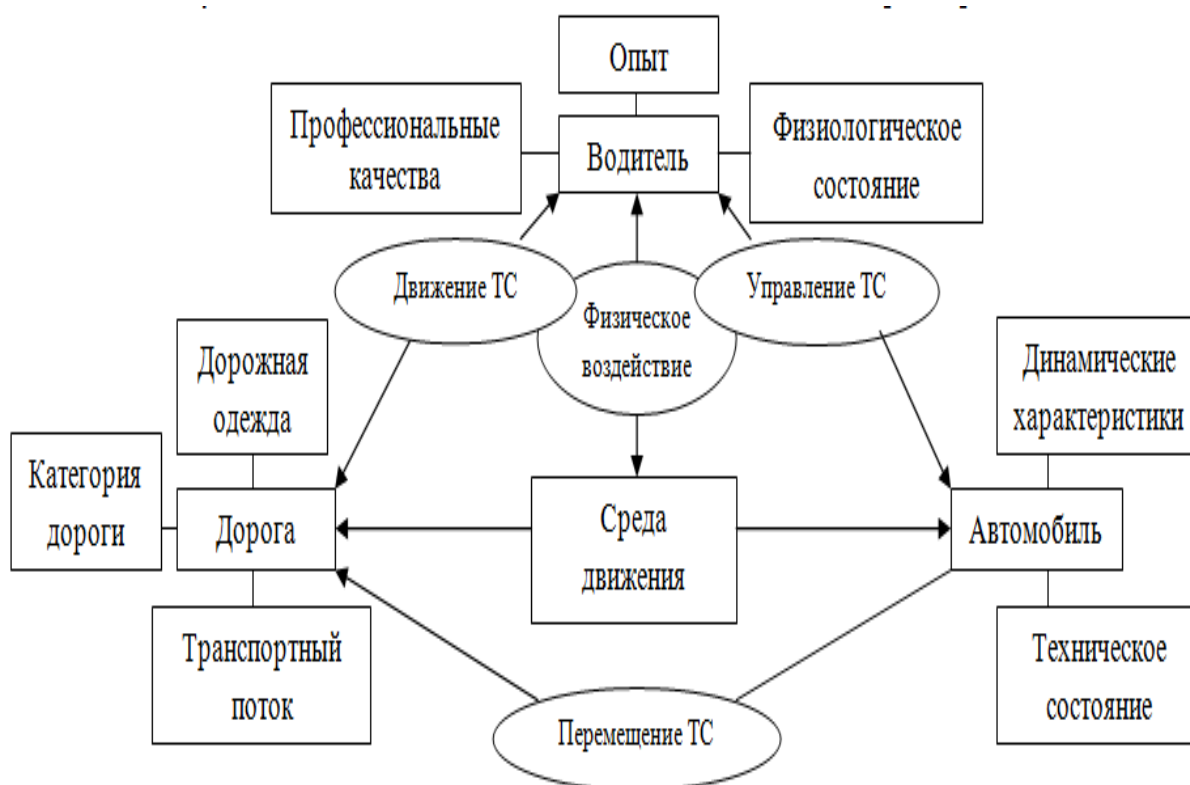 Опыт
Профессиональные
качества
Водитель
Физиологическое
состояние
Движение ТС
Физическое
воздействие
Управление ТС
Дорожная
одежда
Динамические
характеристики
Категория
дороги
Дорога
Среда
движения
Автомобиль
Транспортный
поток
Перемещение ТС
Техническое
состояние